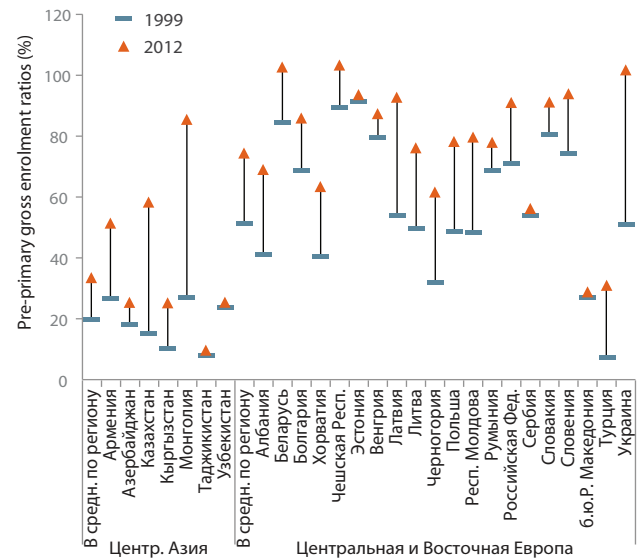 120
100
80
60
40
20
0
Pre-primary gross enrolment ratios (%)
1999
2012
В средн. по региону
Армения
Азербайджан
Казахстан
Кыргызстан
Монголия
Таджикистан
Узбекистан
В средн. по региону
Албания
Беларусь
Болгария
Хорватия
Чешская Респ.
Эстония
Венгрия
Латвия
Литва
Черногория
Польша
Респ. Молдова
Румыния
Российская Фед.
Сербия
Словакия
Словения
б.ю.Р. Македония
Турция
Украина
Центр. Азия
Центральная и Восточная Европа